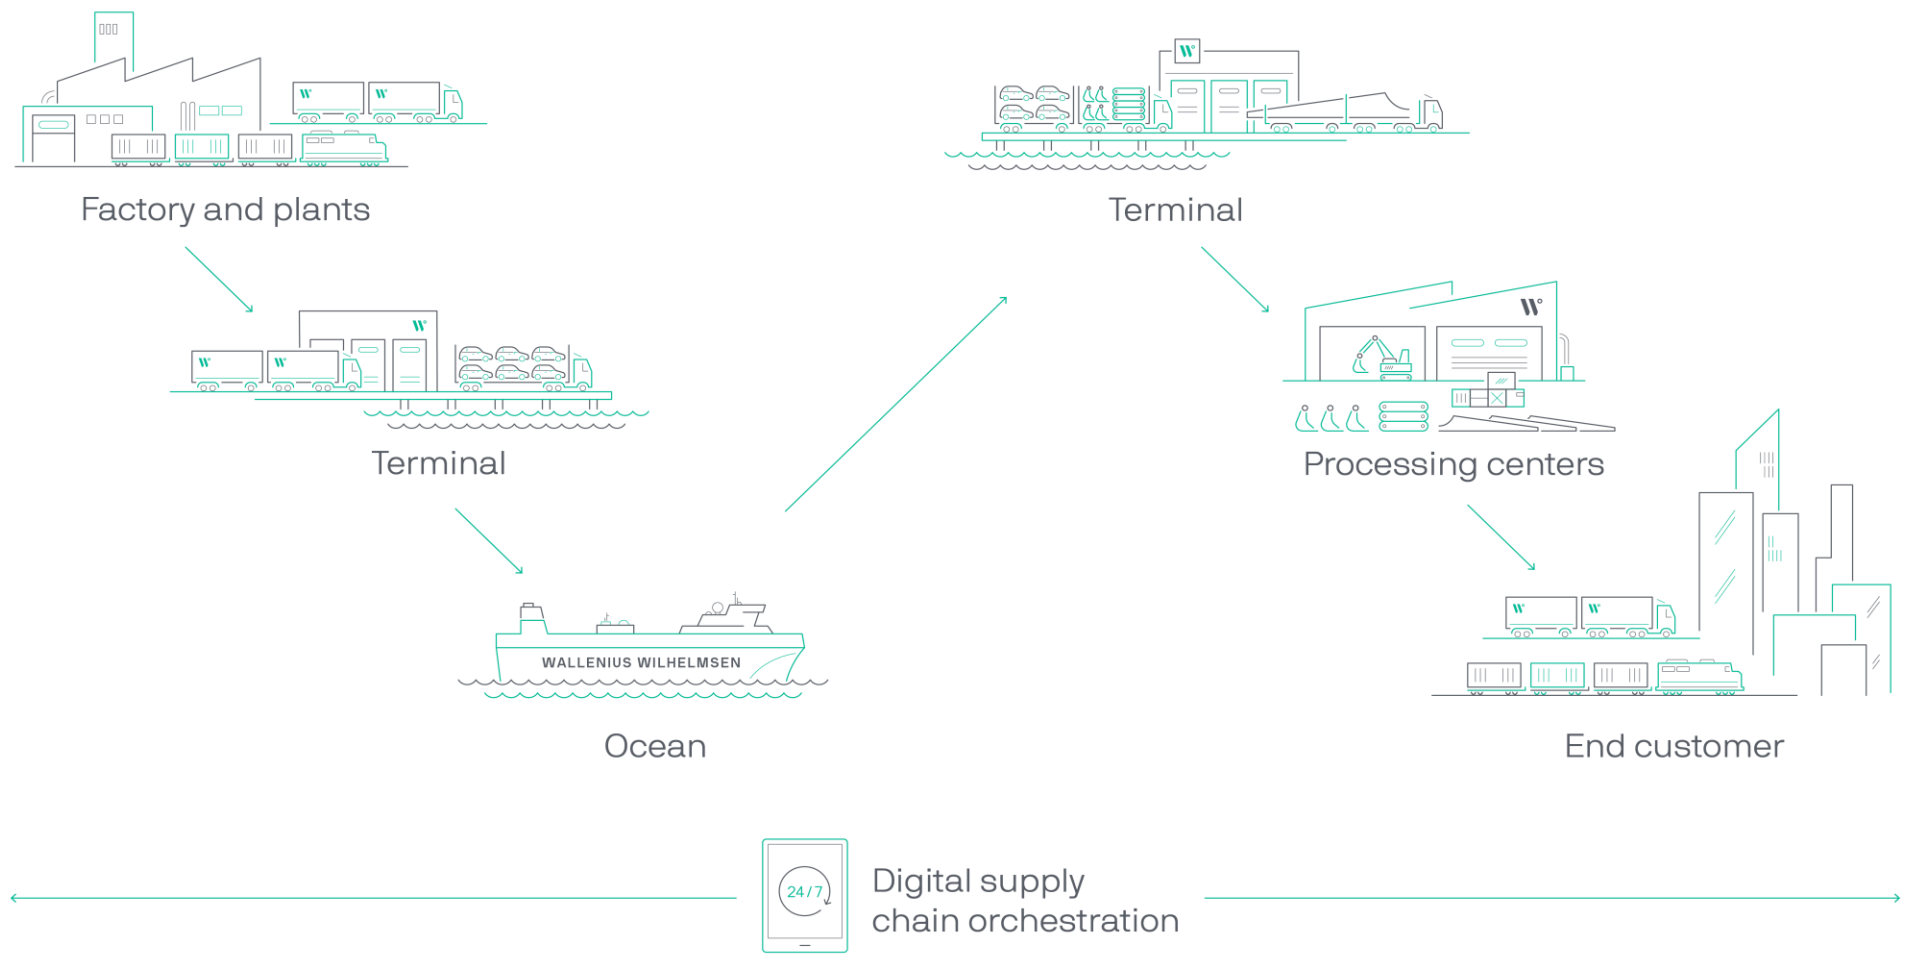 Factory and plants
Terminal
WALLENIUS WILHELMSEN
Ocean
Terminal
Processing centers
End customer
24/7
Digital supply
chain orchestration